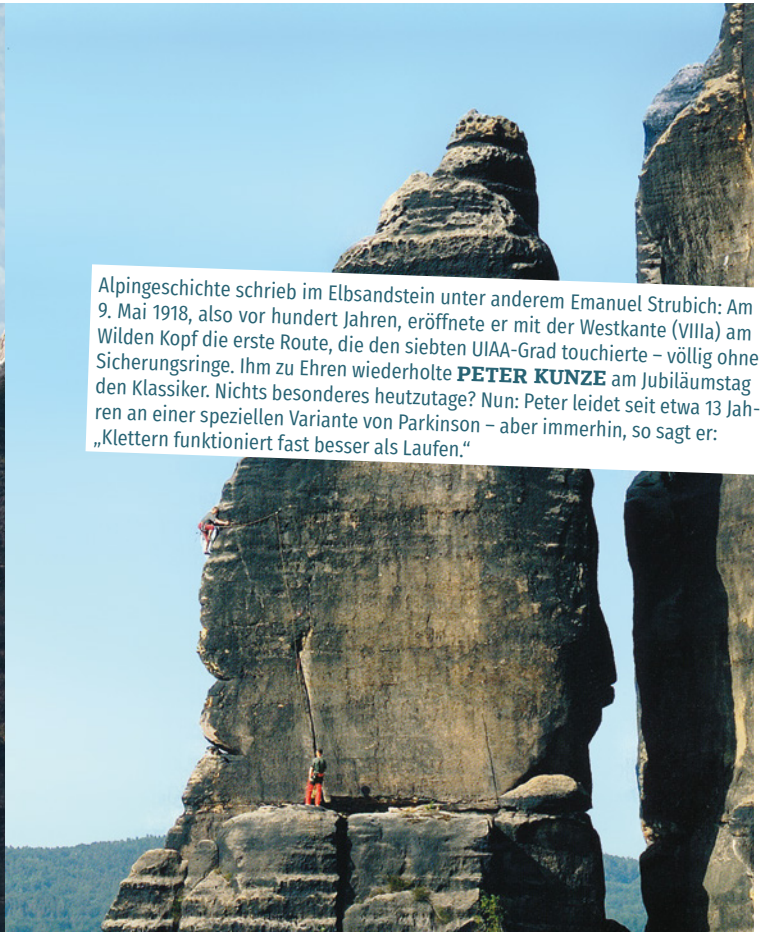 Alpingeschichte schrieb im Elbsandstein unter anderem Emanuel Strubich: Am
9. Mai 1918, also vor hundert Jahren, eröffnete er mit der Westkante (VIIIa) am
Wilden Kopf die erste Route, die den siebten UIAA-Grad touchierte – völlig ohne
Sicherungsringe. Ihm zu Ehren wiederholte PETER KUNZE am Jubiläumstag
den Klassiker. Nichts besonderes heutzutage? Nun: Peter leidet seit etwa 13 Jah-
ren an einer speziellen Variante von Parkinson – aber immerhin, so sagt er:
„Klettern funktioniert fast besser als Laufen.“